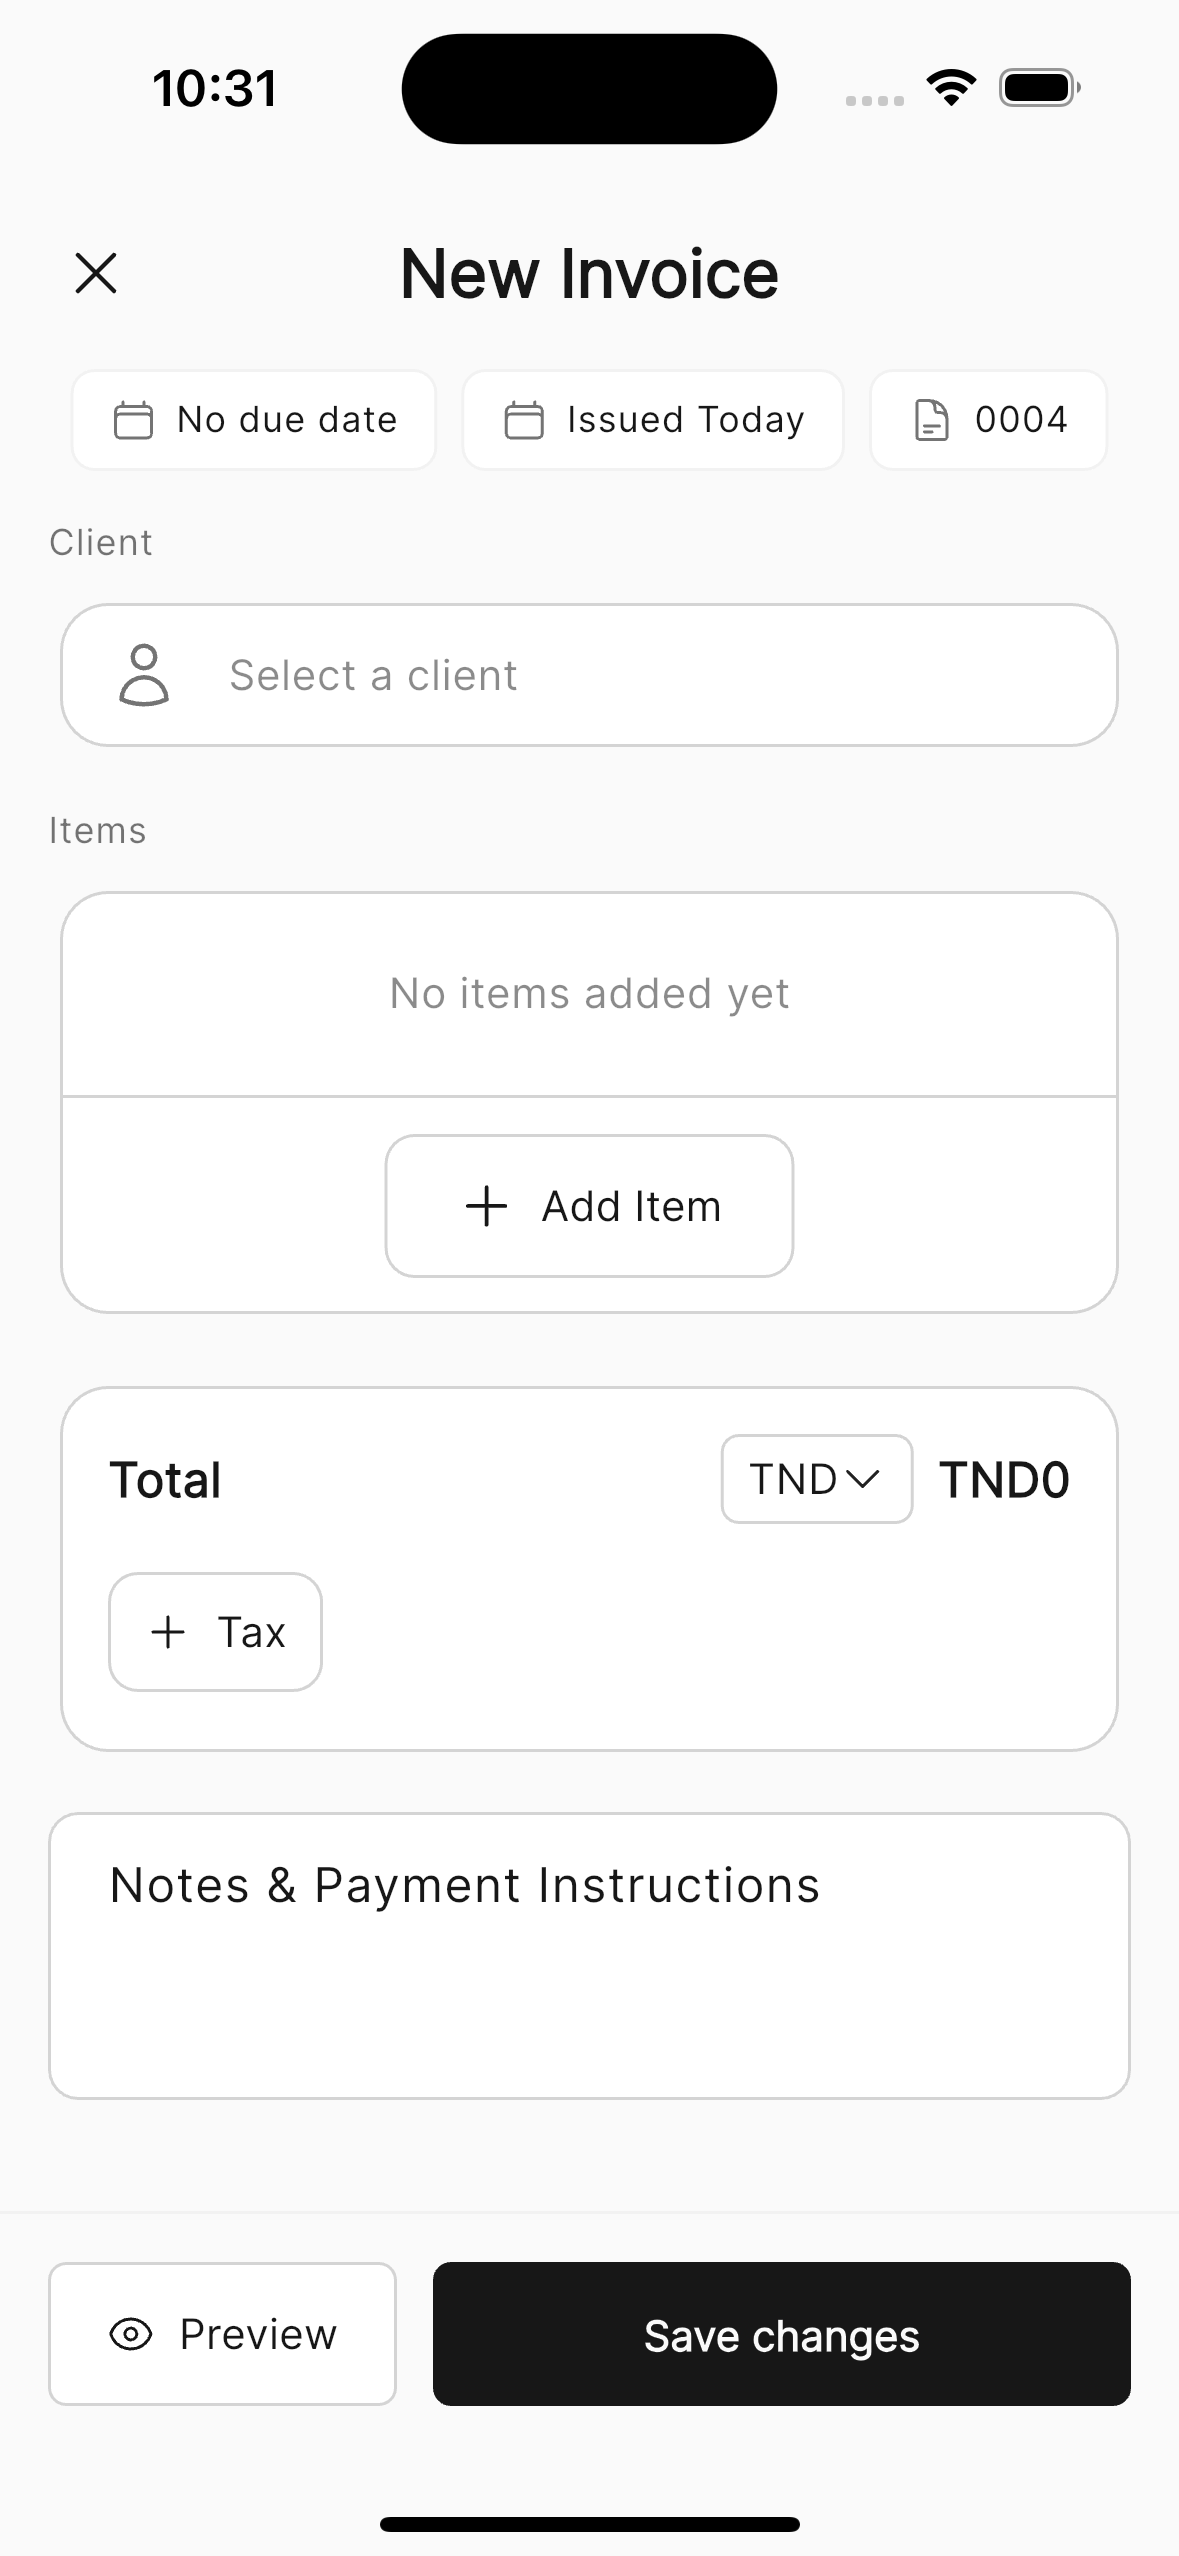 10:31
New Invoice
No due date
Issued Today
0004
Client
Select a client
Items
No items added yet
Add Item
Total
TND
TND0
Tax
Notes & Payment Instructions
Preview
Save changes